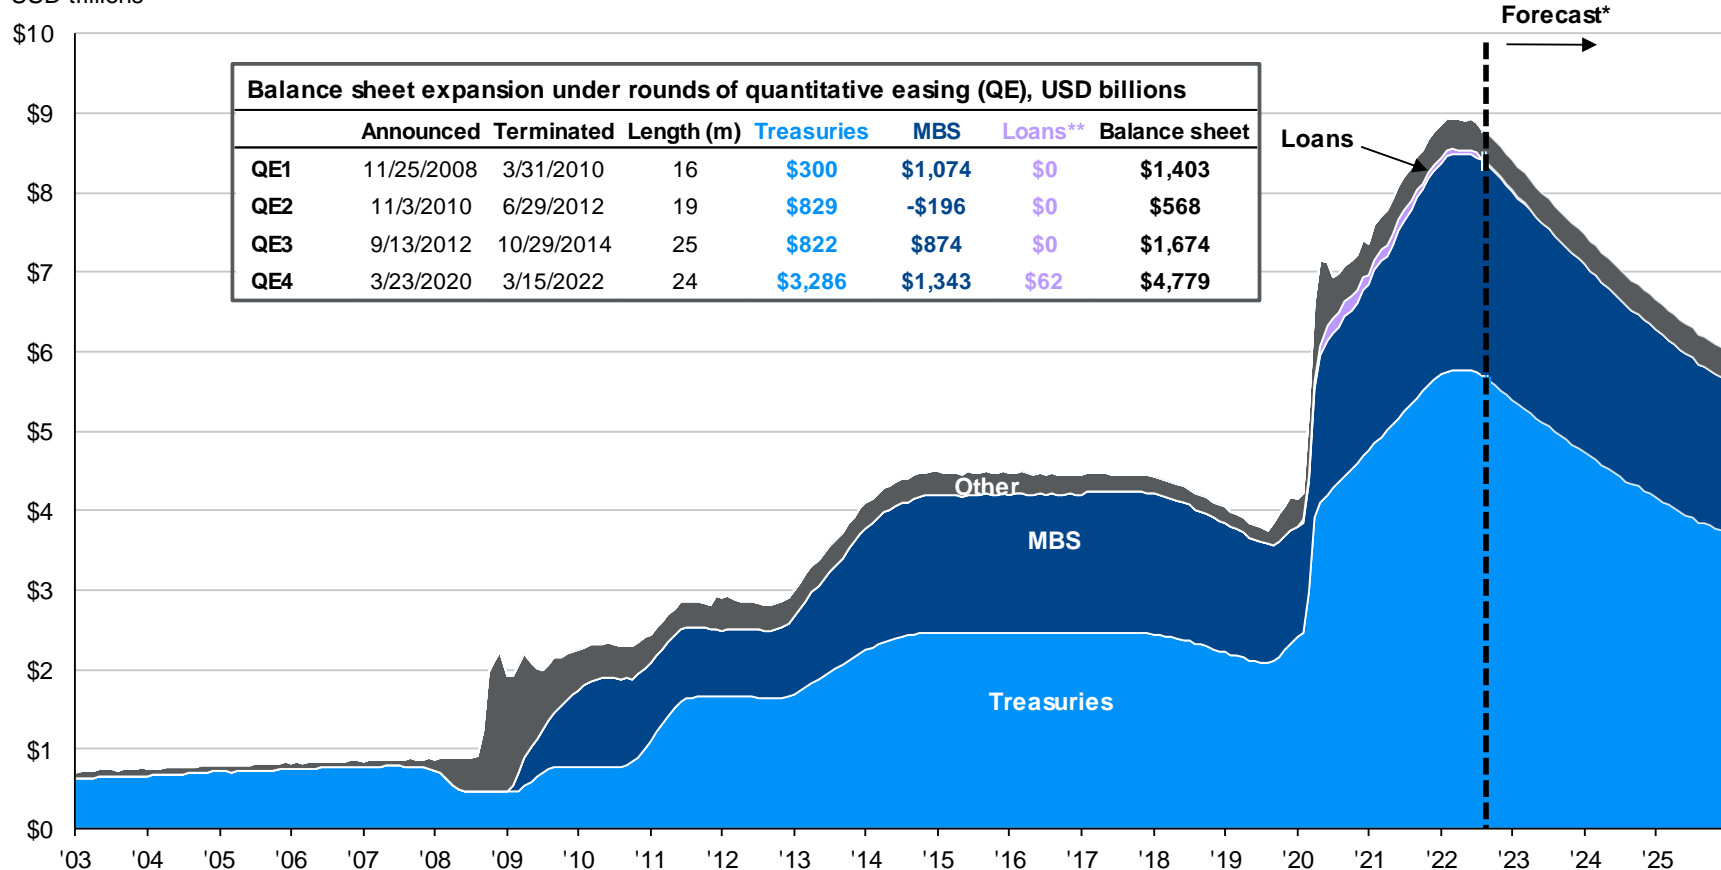 USD trillions
Forecast*
$10
$9
$8
$7
$6
$5
$4
$3
$2
$1
$0
Balance sheet expansion under rounds of quantitative easing (QE), USD billions
Announced Terminated Length (m) Treasuries MBS Loans** Balance sheet
QE1 11/25/2008 3/31/2010 16 $300 $1,074 $0 $1,403
QE2 11/3/2010 6/29/2012 19 $829 -$196 $0 $568
QE3 9/13/2012 10/29/2014 25 $822 $874 $0 $1,674
QE4 3/23/2020 3/15/2022 24 $3,286 $1,343 $62 $4,779
Loans
Other
MBS
Treasuries
'03 '04 '05 '06 '07 '08 '09 '10 '11 '12 '13 '14 '15 '16 '17 '18 '19 '20 '21 '22 '23 '24 '25